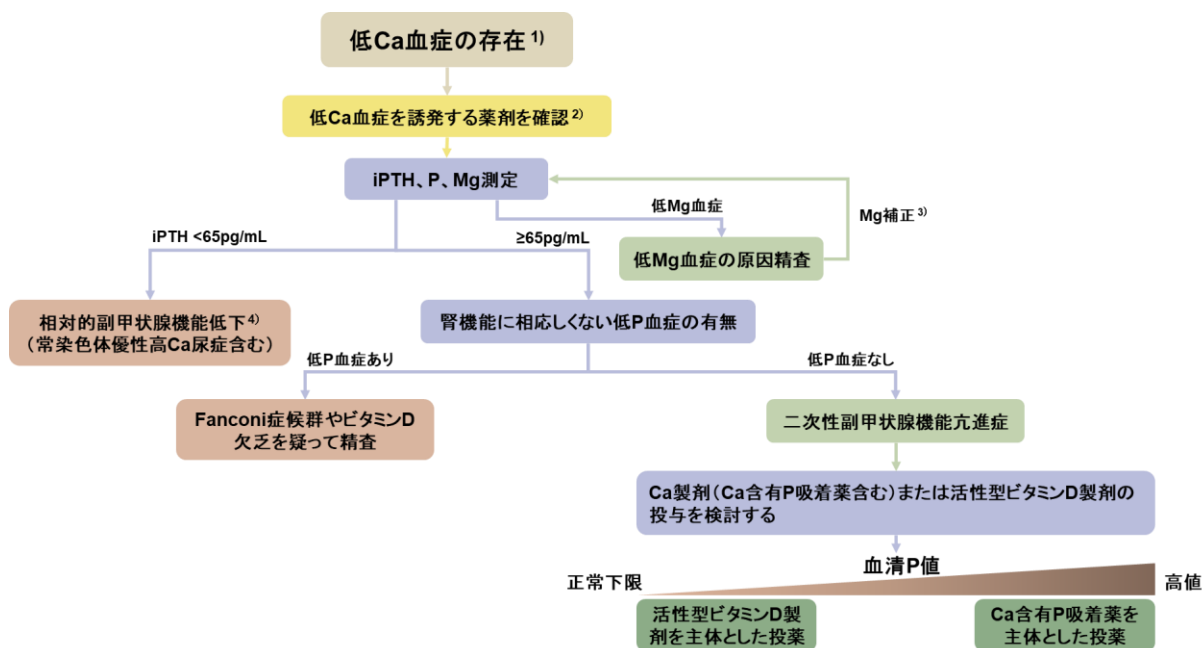 低Ca血症の存在1)
低Ca血症を誘発する薬剤を確認2)
iPTH、P、Mg測定
低Mg血症
Mg補正3)
iPTH <65pg/mL
≥65pg/mL
低Mg血症の原因精査
相対的副甲状腺機能低下4)
(常染色体優性高Ca尿症含む)
腎機能に相応しくない低P血症の有無
低P血症あり
低P血症なし
Fanconi症候群やビタミンD
欠乏を疑って精査
二次性副甲状腺機能亢進症
Ca製剤(Ca含有P吸着薬含む)または活性型ビタミンD製剤の
投与を検討する
血清P値
正常下限
高値
活性型ビタミンD製
剤を主体とした投薬
Ca含有P吸着薬を
主体とした投薬